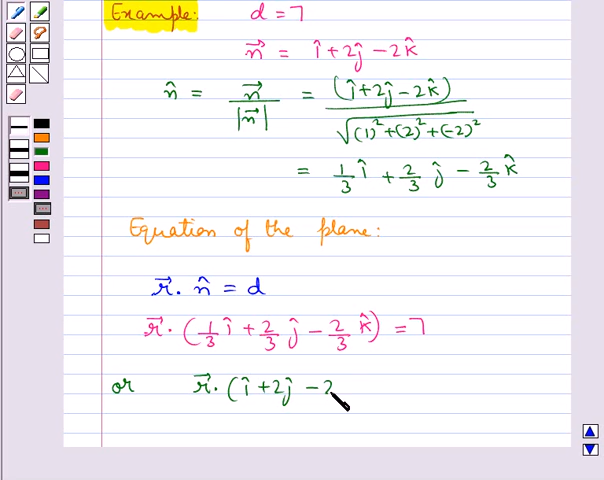 Example: d = 7
n⃗ = î + 2ĵ - 2k̂
n̂ = n⃗ / |n⃗| = (î + 2ĵ - 2k̂) / √((1)² + (2)² + (-2)²)
= 1/3 î + 2/3 ĵ - 2/3 k̂
Equation of the plane:
r⃗ . n̂ = d
r⃗ . (1/3 î + 2/3 ĵ - 2/3 k̂) = 7
or r⃗ . (î + 2ĵ - 2